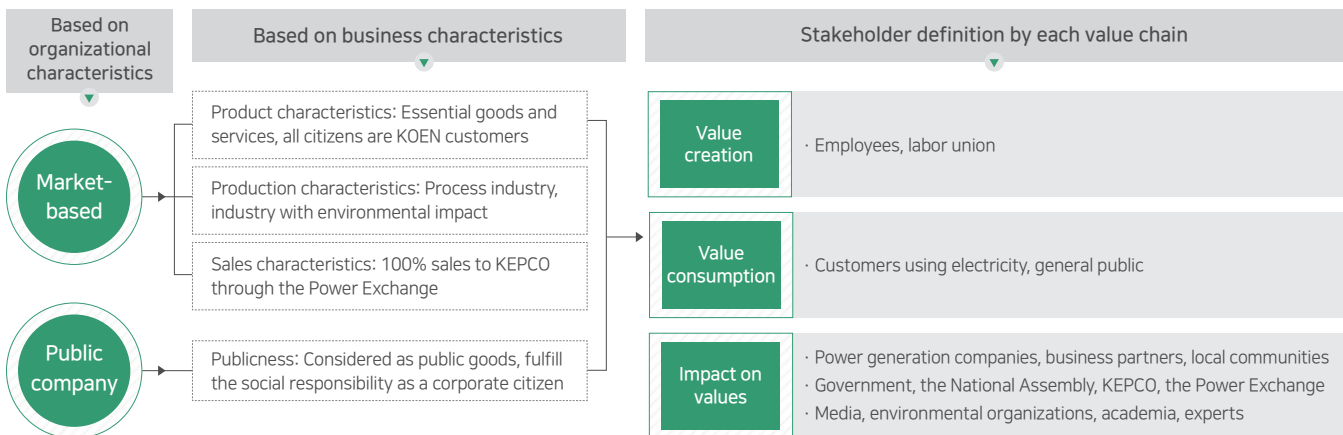 Based on
organizational
characteristics
Based on business characteristics
Stakeholder definition by each value chain
Market-
based
Product characteristics: Essential goods and
services, all citizens are KOEN customers
Production characteristics: Process industry,
industry with environmental impact
Sales characteristics: 100% sales to KEPCO
through the Power Exchange
Public
company
Publicness: Considered as public goods, fulfill
the social responsibility as a corporate citizen
Value
creation
· Employees, labor union
Value
consumption
· Customers using electricity, general public
Impact on
values
· Power generation companies, business partners, local communities
· Government, the National Assembly, KEPCO, the Power Exchange
· Media, environmental organizations, academia, experts